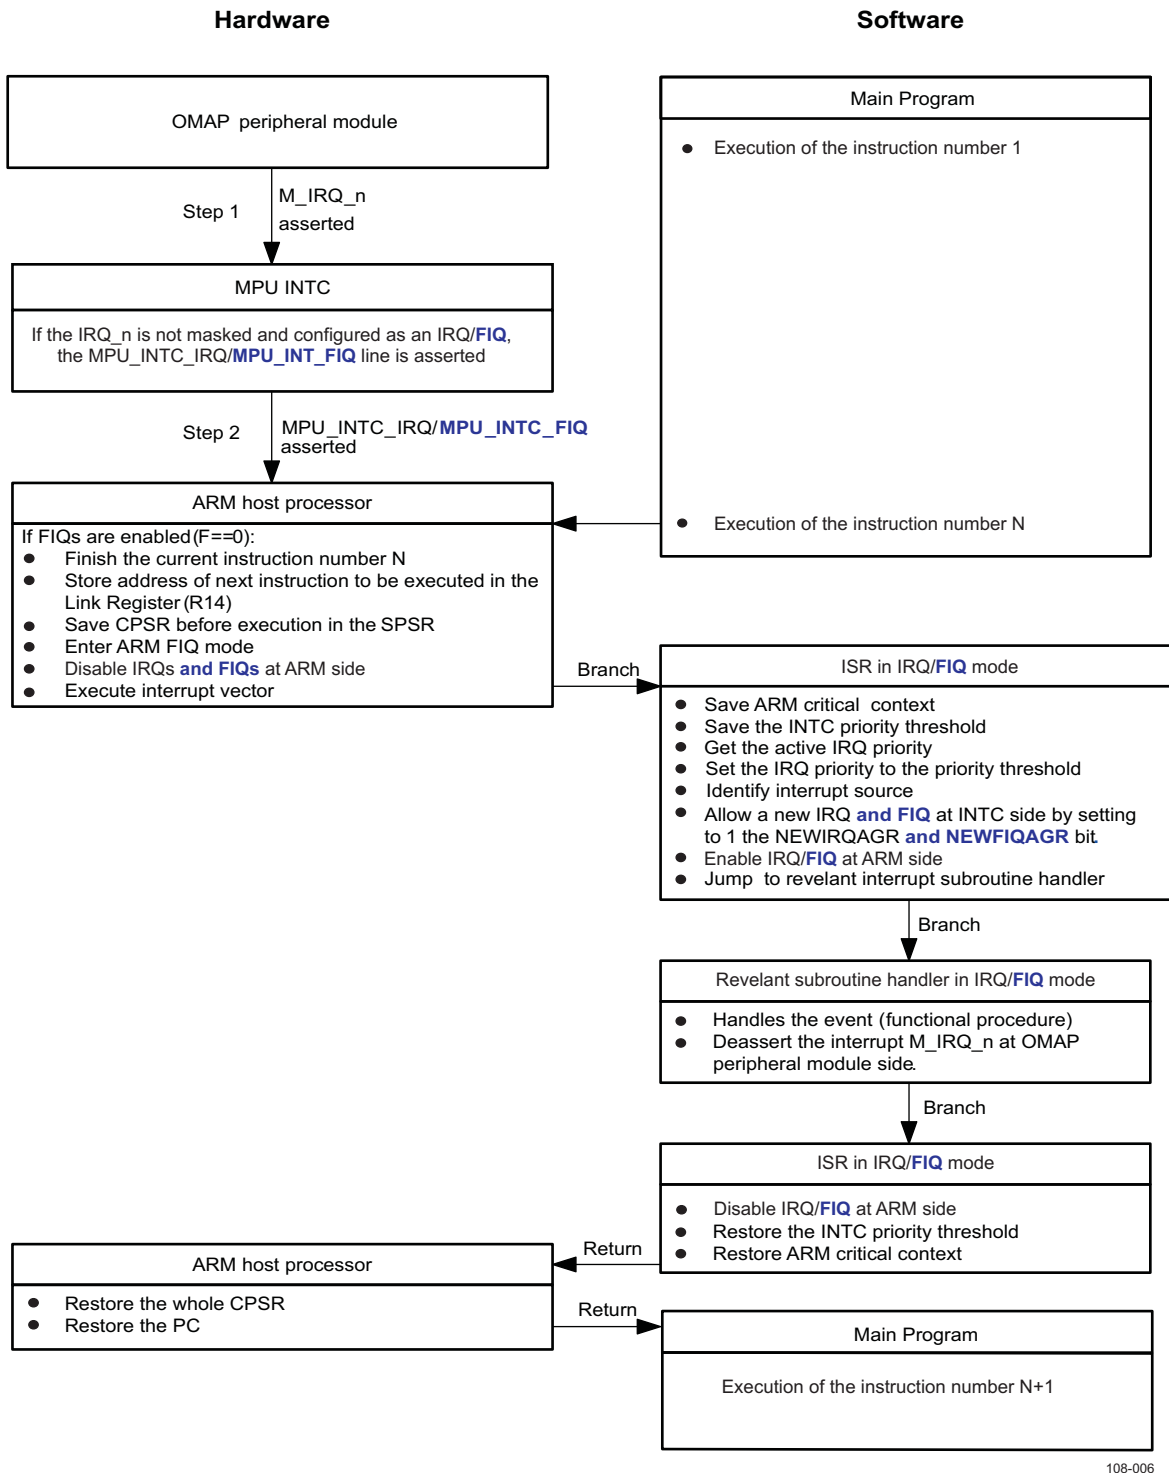 Hardware
Software
OMAP peripheral module
Step 1
M_IRQ_n
asserted
MPU INTC
If the IRQ_n is not masked and configured as an IRQ/FIQ,
the MPU_INTC_IRQ/MPU_INT_FIQ line is asserted
Step 2
MPU_INTC_IRQ/MPU_INTC_FIQ
asserted
Main Program
● Execution of the instruction number 1
● Execution of the instruction number N
ARM host processor
If FIQs are enabled(F==0):
● Finish the current instruction number N
● Store address of next instruction to be executed in the
Link Register (R14)
● Save CPSR before execution in the SPSR
● Enter ARM FIQ mode
● Disable IRQs and FIQs at ARM side
● Execute interrupt vector
Branch
ISR in IRQ/FIQ mode
● Save ARM critical context
● Save the INTC priority threshold
● Get the active IRQ priority
● Set the IRQ priority to the priority threshold
● Identify interrupt source
● Allow a new IRQ and FIQ at INTC side by setting
to 1 the NEWIRQAGR and NEWFIQAGR bit.
● Enable IRQ/FIQ at ARM side
● Jump to revelant interrupt subroutine handler
Branch
Revelant subroutine handler in IRQ/FIQ mode
● Handles the event (functional procedure)
● Deassert the interrupt M_IRQ_n at OMAP
peripheral module side.
Branch
ISR in IRQ/FIQ mode
● Disable IRQ/FIQ at ARM side
● Restore the INTC priority threshold
● Restore ARM critical context
Return
ARM host processor
● Restore the whole CPSR
● Restore the PC
Return
Main Program
Execution of the instruction number N+1
108-006